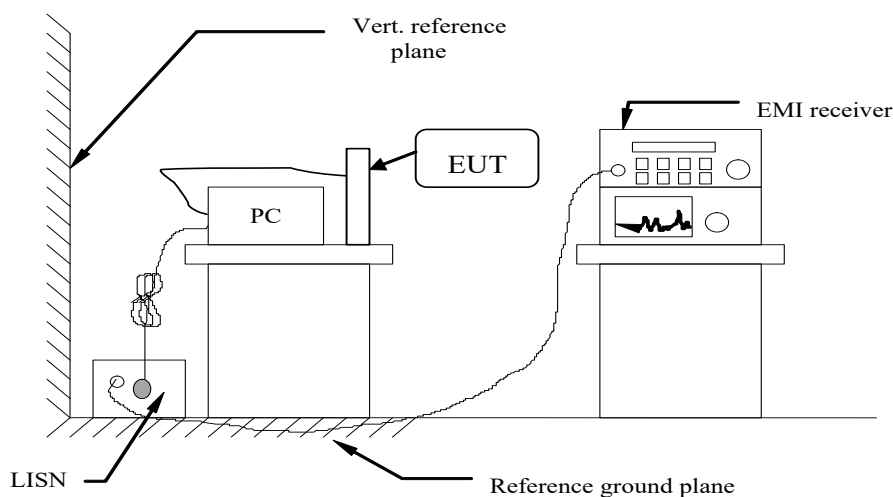 Vert. reference
plane
EMI receiver
EUT
PC
LISN
Reference ground plane